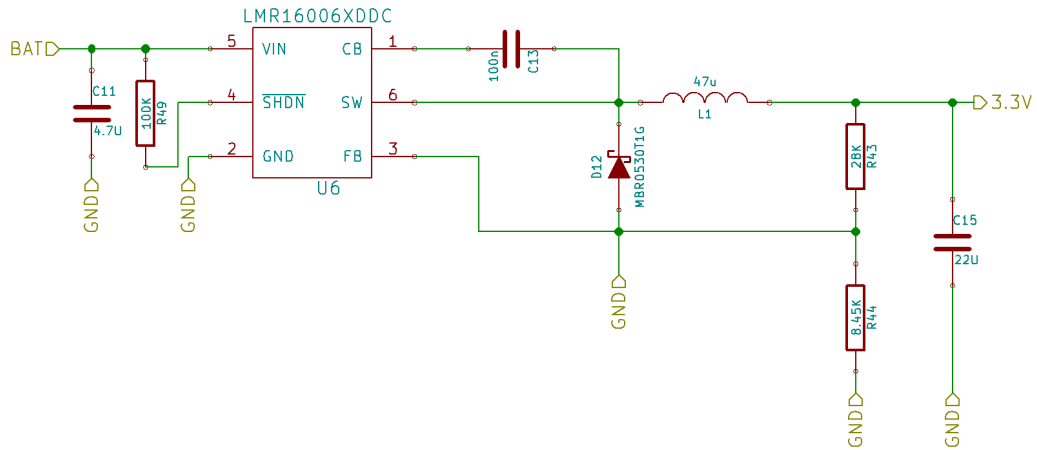 LMR16006XDDC
BAT
5 VIN CB 1
100n
C13
C11
4.7U
100K
R49
4 SHDN SW 6
47u
L1
3.3V
2 GND FB 3
U6
D12
MBR0530T1G
28K
R43
C15
22U
GND
GND
GND
8.45K
R44
GND
GND